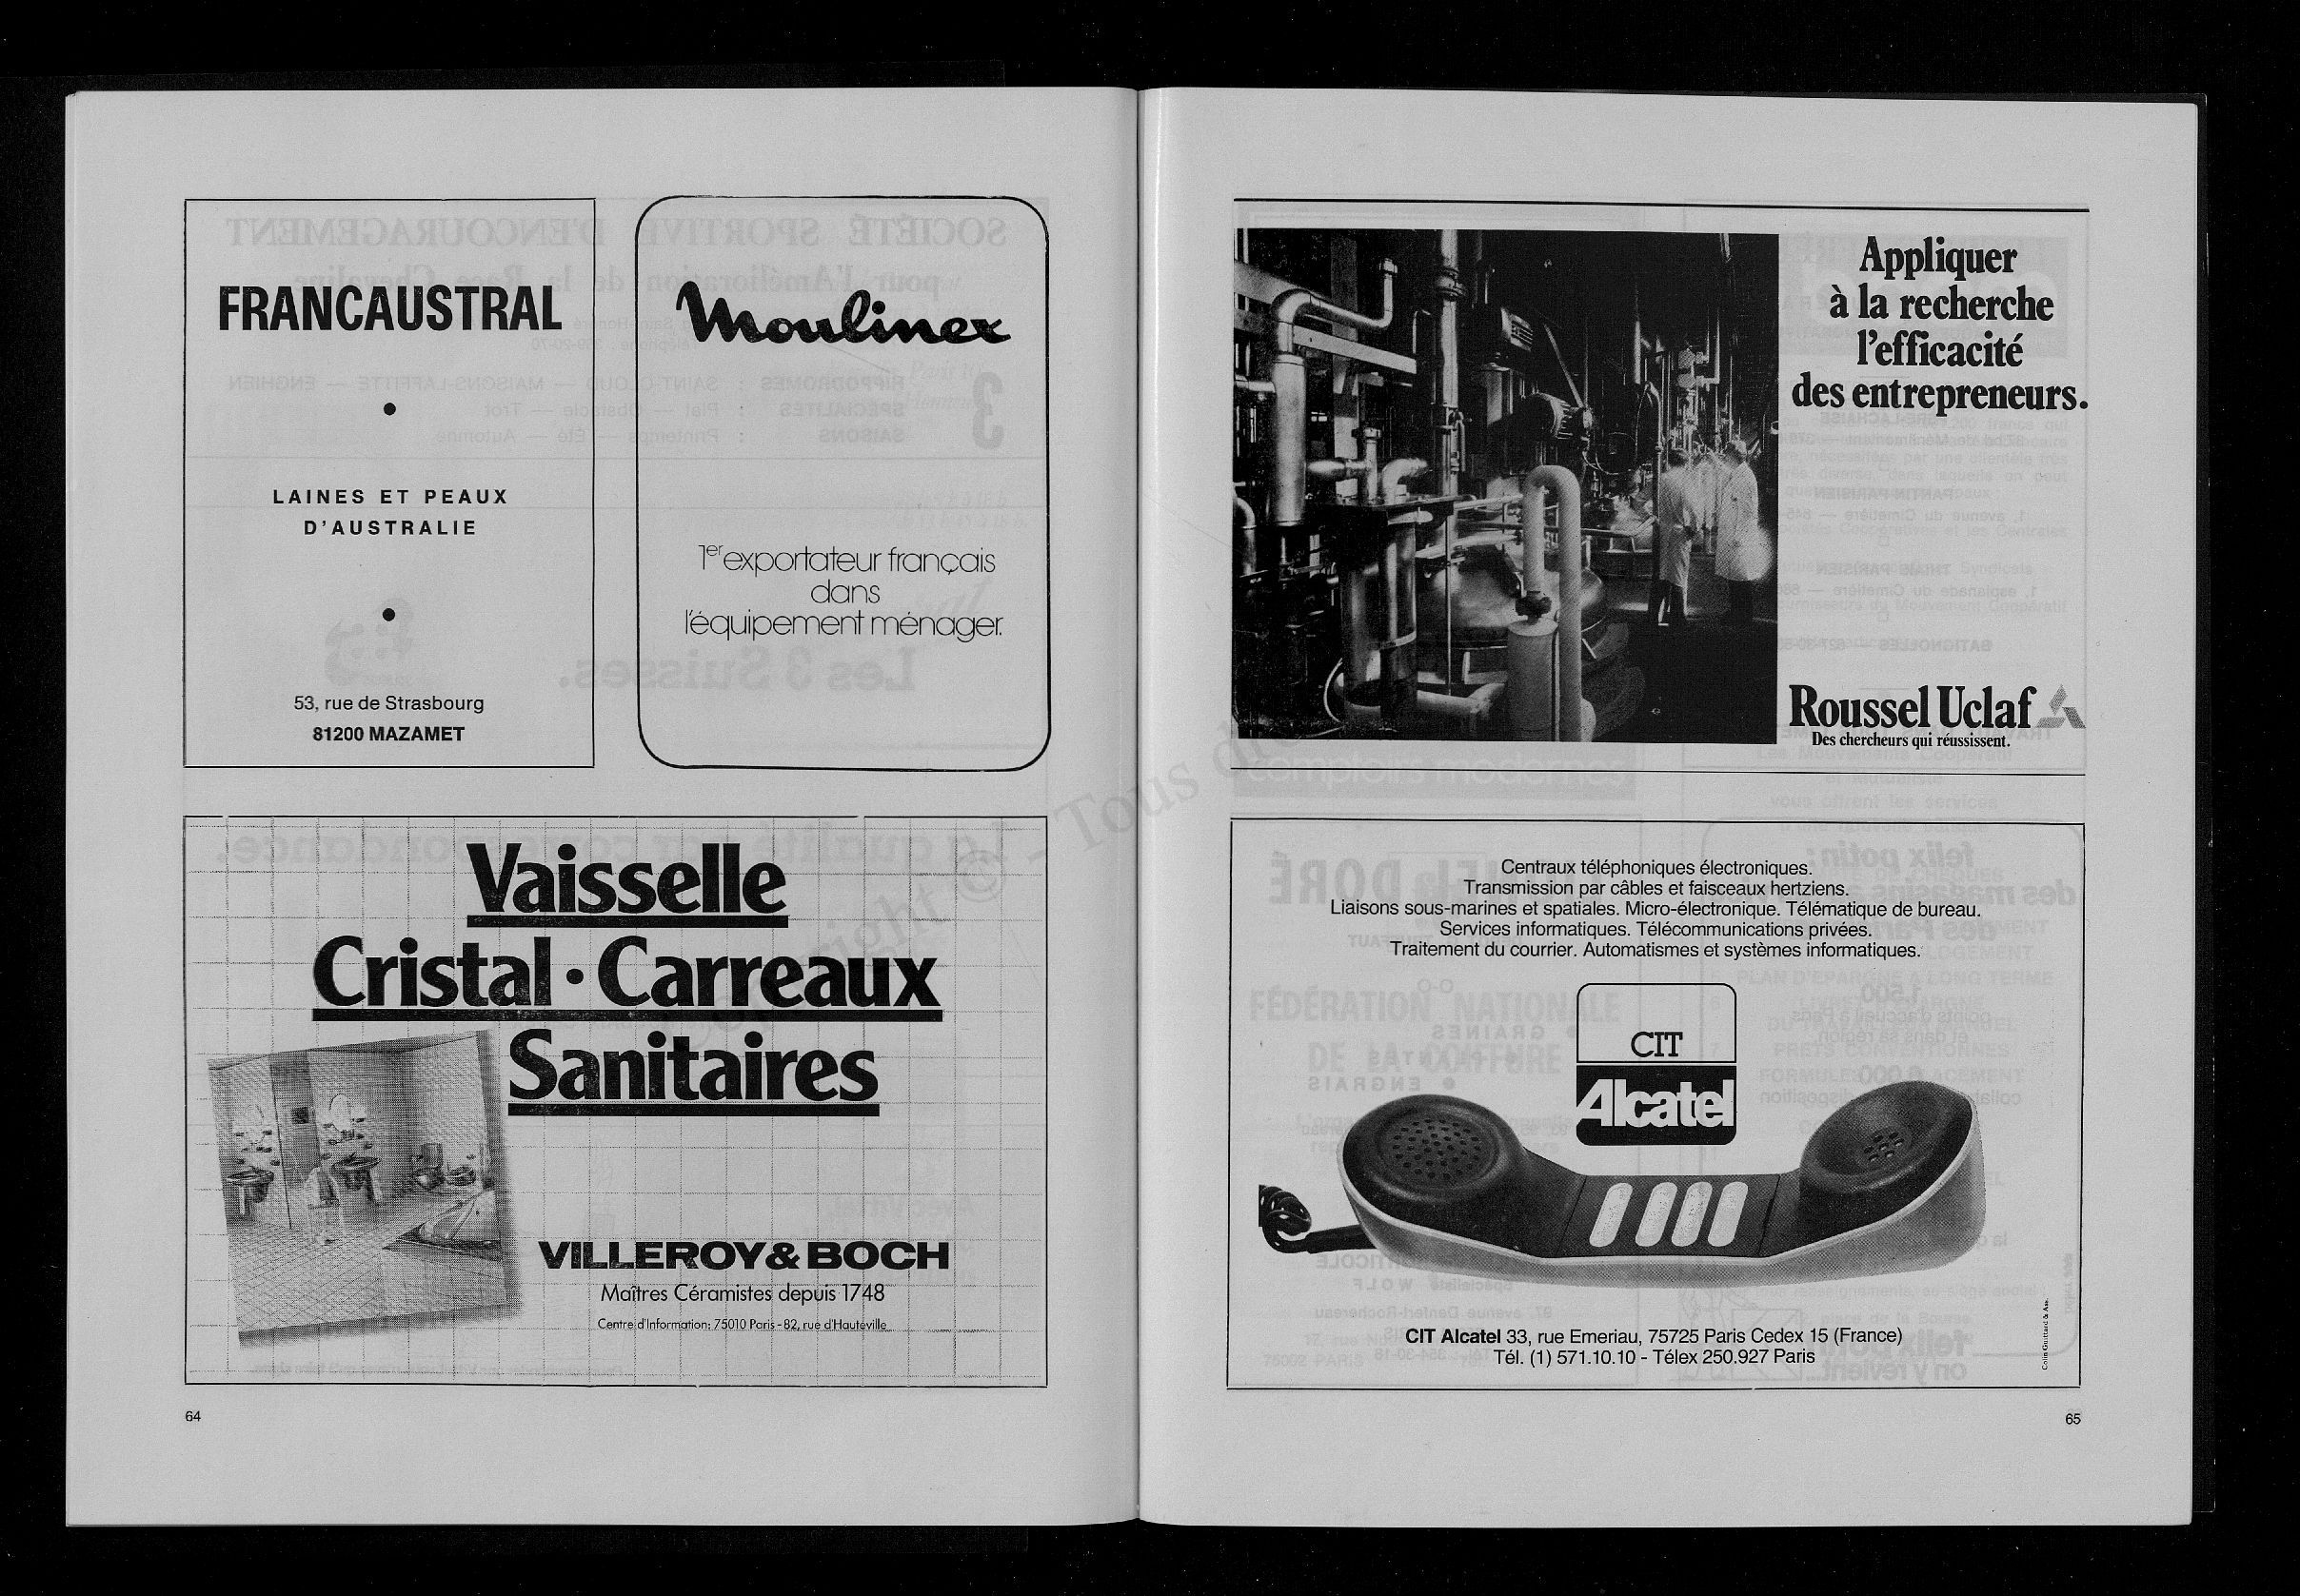 FRANCAUSTRAL
LAINES ET PEAUX
D'AUSTRALIE
53, rue de Strasbourg
81200 MAZAMET
Moulinex
1er exportateur français
dans
l'équipement ménager.
Vaisselle
Cristal • Carreaux
Sanitaires
VILLEROY & BOCH
Maîtres Céramistes depuis 1748
Centre d'Information: 75010 Paris - 82, rue d'Hauteville
64
Appliquer
à la recherche
l'efficacité
des entrepreneurs.
Roussel Uclaf
Des chercheurs qui réussissent.
Centraux téléphoniques électroniques.
Transmission par câbles et faisceaux hertziens.
Liaisons sous-marines et spatiales. Micro-électronique. Télématique de bureau.
Services informatiques. Télécommunications privées.
Traitement du courrier. Automatismes et systèmes informatiques.
CIT
Alcatel
CIT Alcatel 33, rue Emeriau, 75725 Paris Cedex 15 (France)
Tél. (1) 571.10.10 - Télex 250.927 Paris
Colin Guittard & Ass.
65